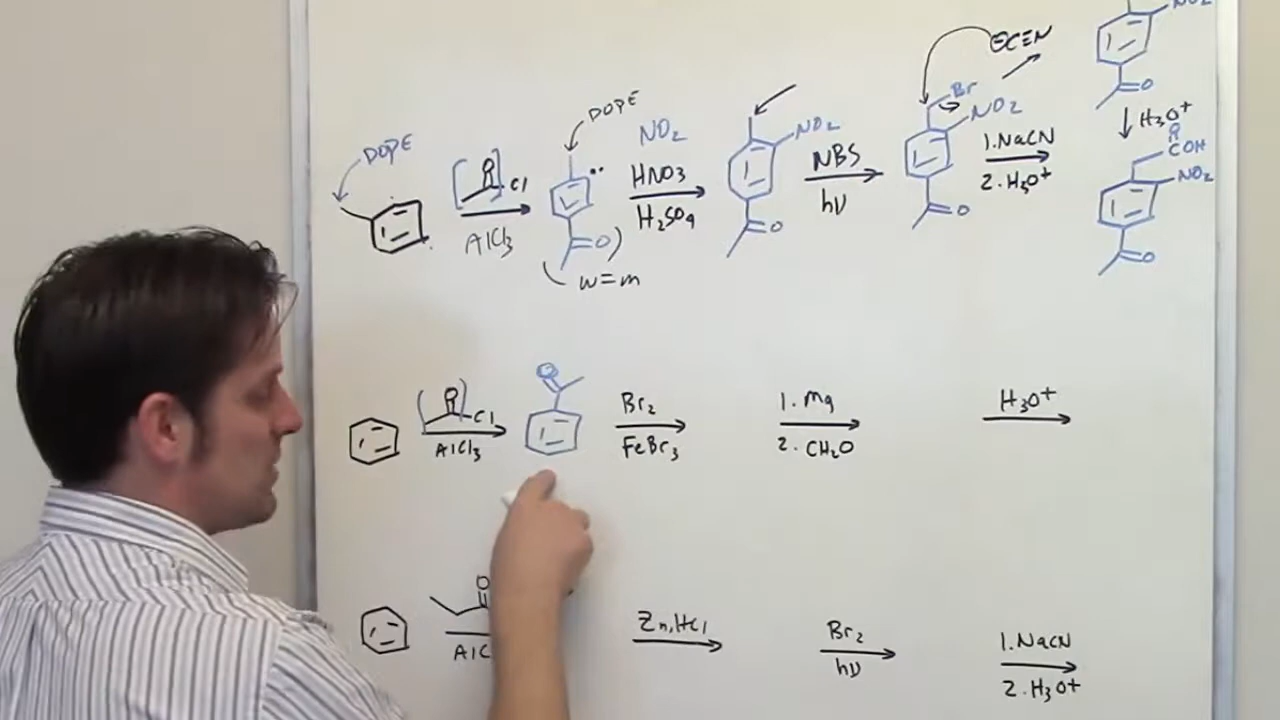 NO2
⊖C≡N
Br
DOPE
NO2
NO2
NO2
H3O+
DOPE
O
Cl
AlCl3
HNO3
H2SO4
NBS
hν
1. NaCN
2. H3O+
O
O
O
O
O
COH
NO2
O
w=m
O
O
Cl
AlCl3
Br2
FeBr3
1. Mg
2. CH2O
H3O+
O
AlC
Zn, HCl
Br2
hν
1. NaCN
2. H3O+